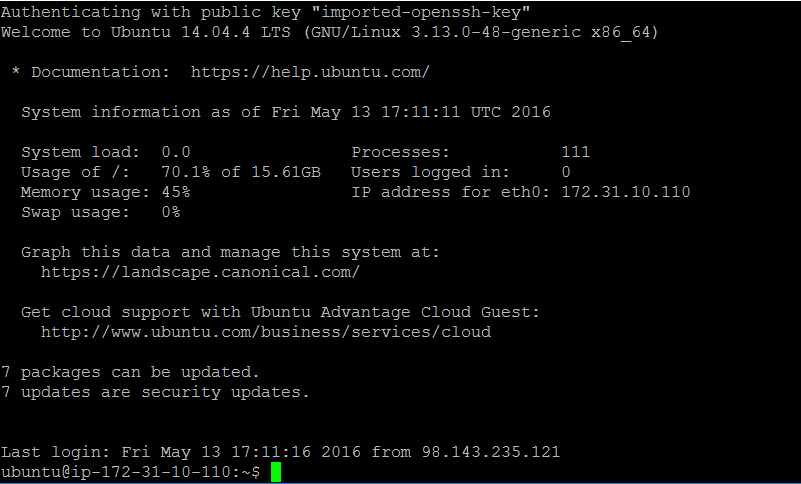 Authenticating with public key "imported-openssh-key"
Welcome to Ubuntu 14.04.4 LTS (GNU/Linux 3.13.0-48-generic x86_64)
* Documentation:  https://help.ubuntu.com/
System information as of Fri May 13 17:11:11 UTC 2016
System load:  0.0                Processes:           111
Usage of /:   70.1% of 15.61GB   Users logged in:     0
Memory usage: 45%                IP address for eth0: 172.31.10.110
Swap usage:   0%
Graph this data and manage this system at:
https://landscape.canonical.com/
Get cloud support with Ubuntu Advantage Cloud Guest:
http://www.ubuntu.com/business/services/cloud
7 packages can be updated.
7 updates are security updates.
Last login: Fri May 13 17:11:16 2016 from 98.143.235.121
ubuntu@ip-172-31-10-110:~$